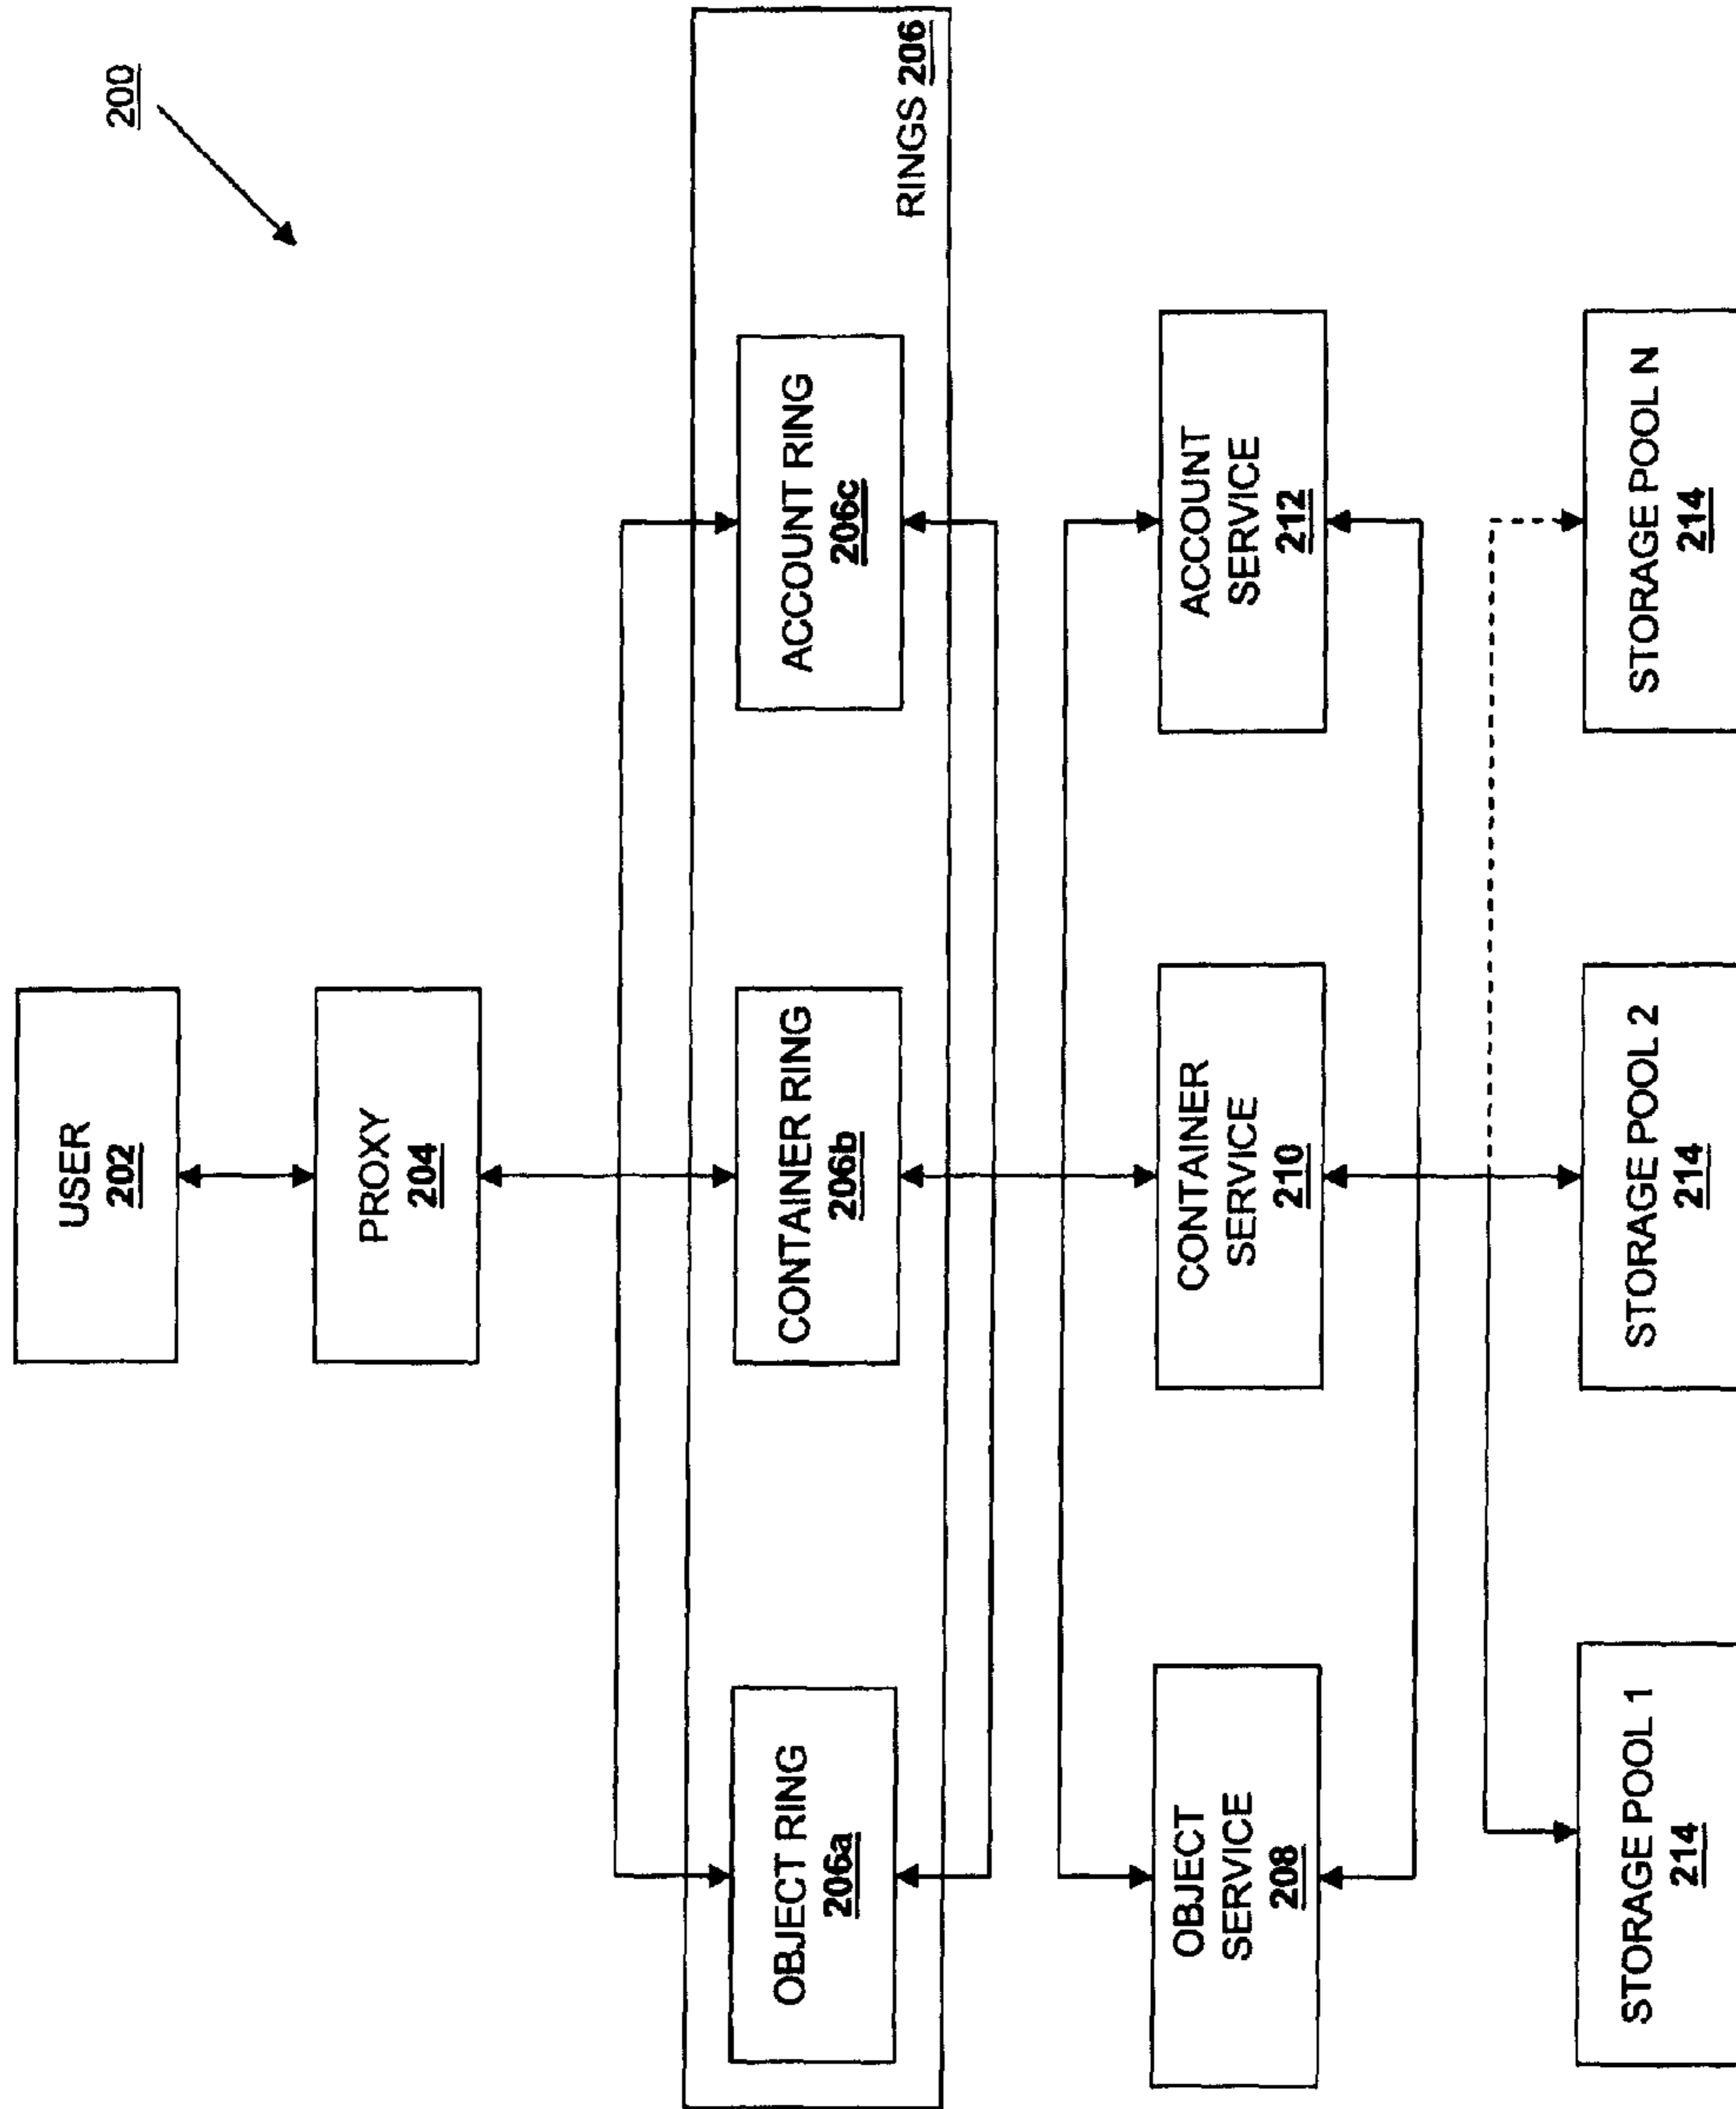 200
USER
202
PROXY
204
RINGS 206
OBJECT RING
206a
CONTAINER RING
206b
ACCOUNT RING
206c
OBJECT
SERVICE
208
CONTAINER
SERVICE
210
ACCOUNT
SERVICE
212
STORAGE POOL 1
214
STORAGE POOL 2
214
STORAGE POOL N
214